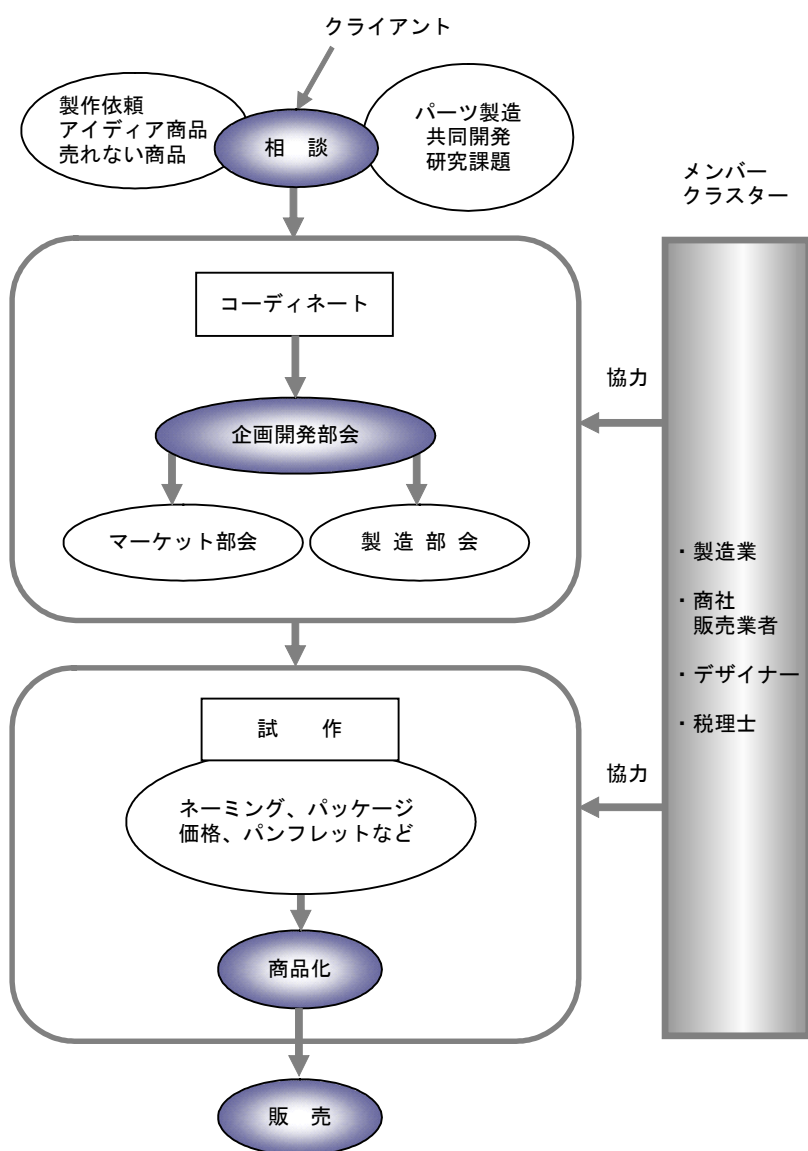 クライアント
製作依頼
アイディア商品
売れない商品
相　談
パーツ製造
共同開発
研究課題
メンバー
クラスター
コーディネート
協力
企画開発部会
マーケット部会
製 造 部 会
・製造業
・商社
販売業者
・デザイナー
・税理士
試　作
協力
ネーミング、パッケージ
価格、パンフレットなど
商品化
販　売